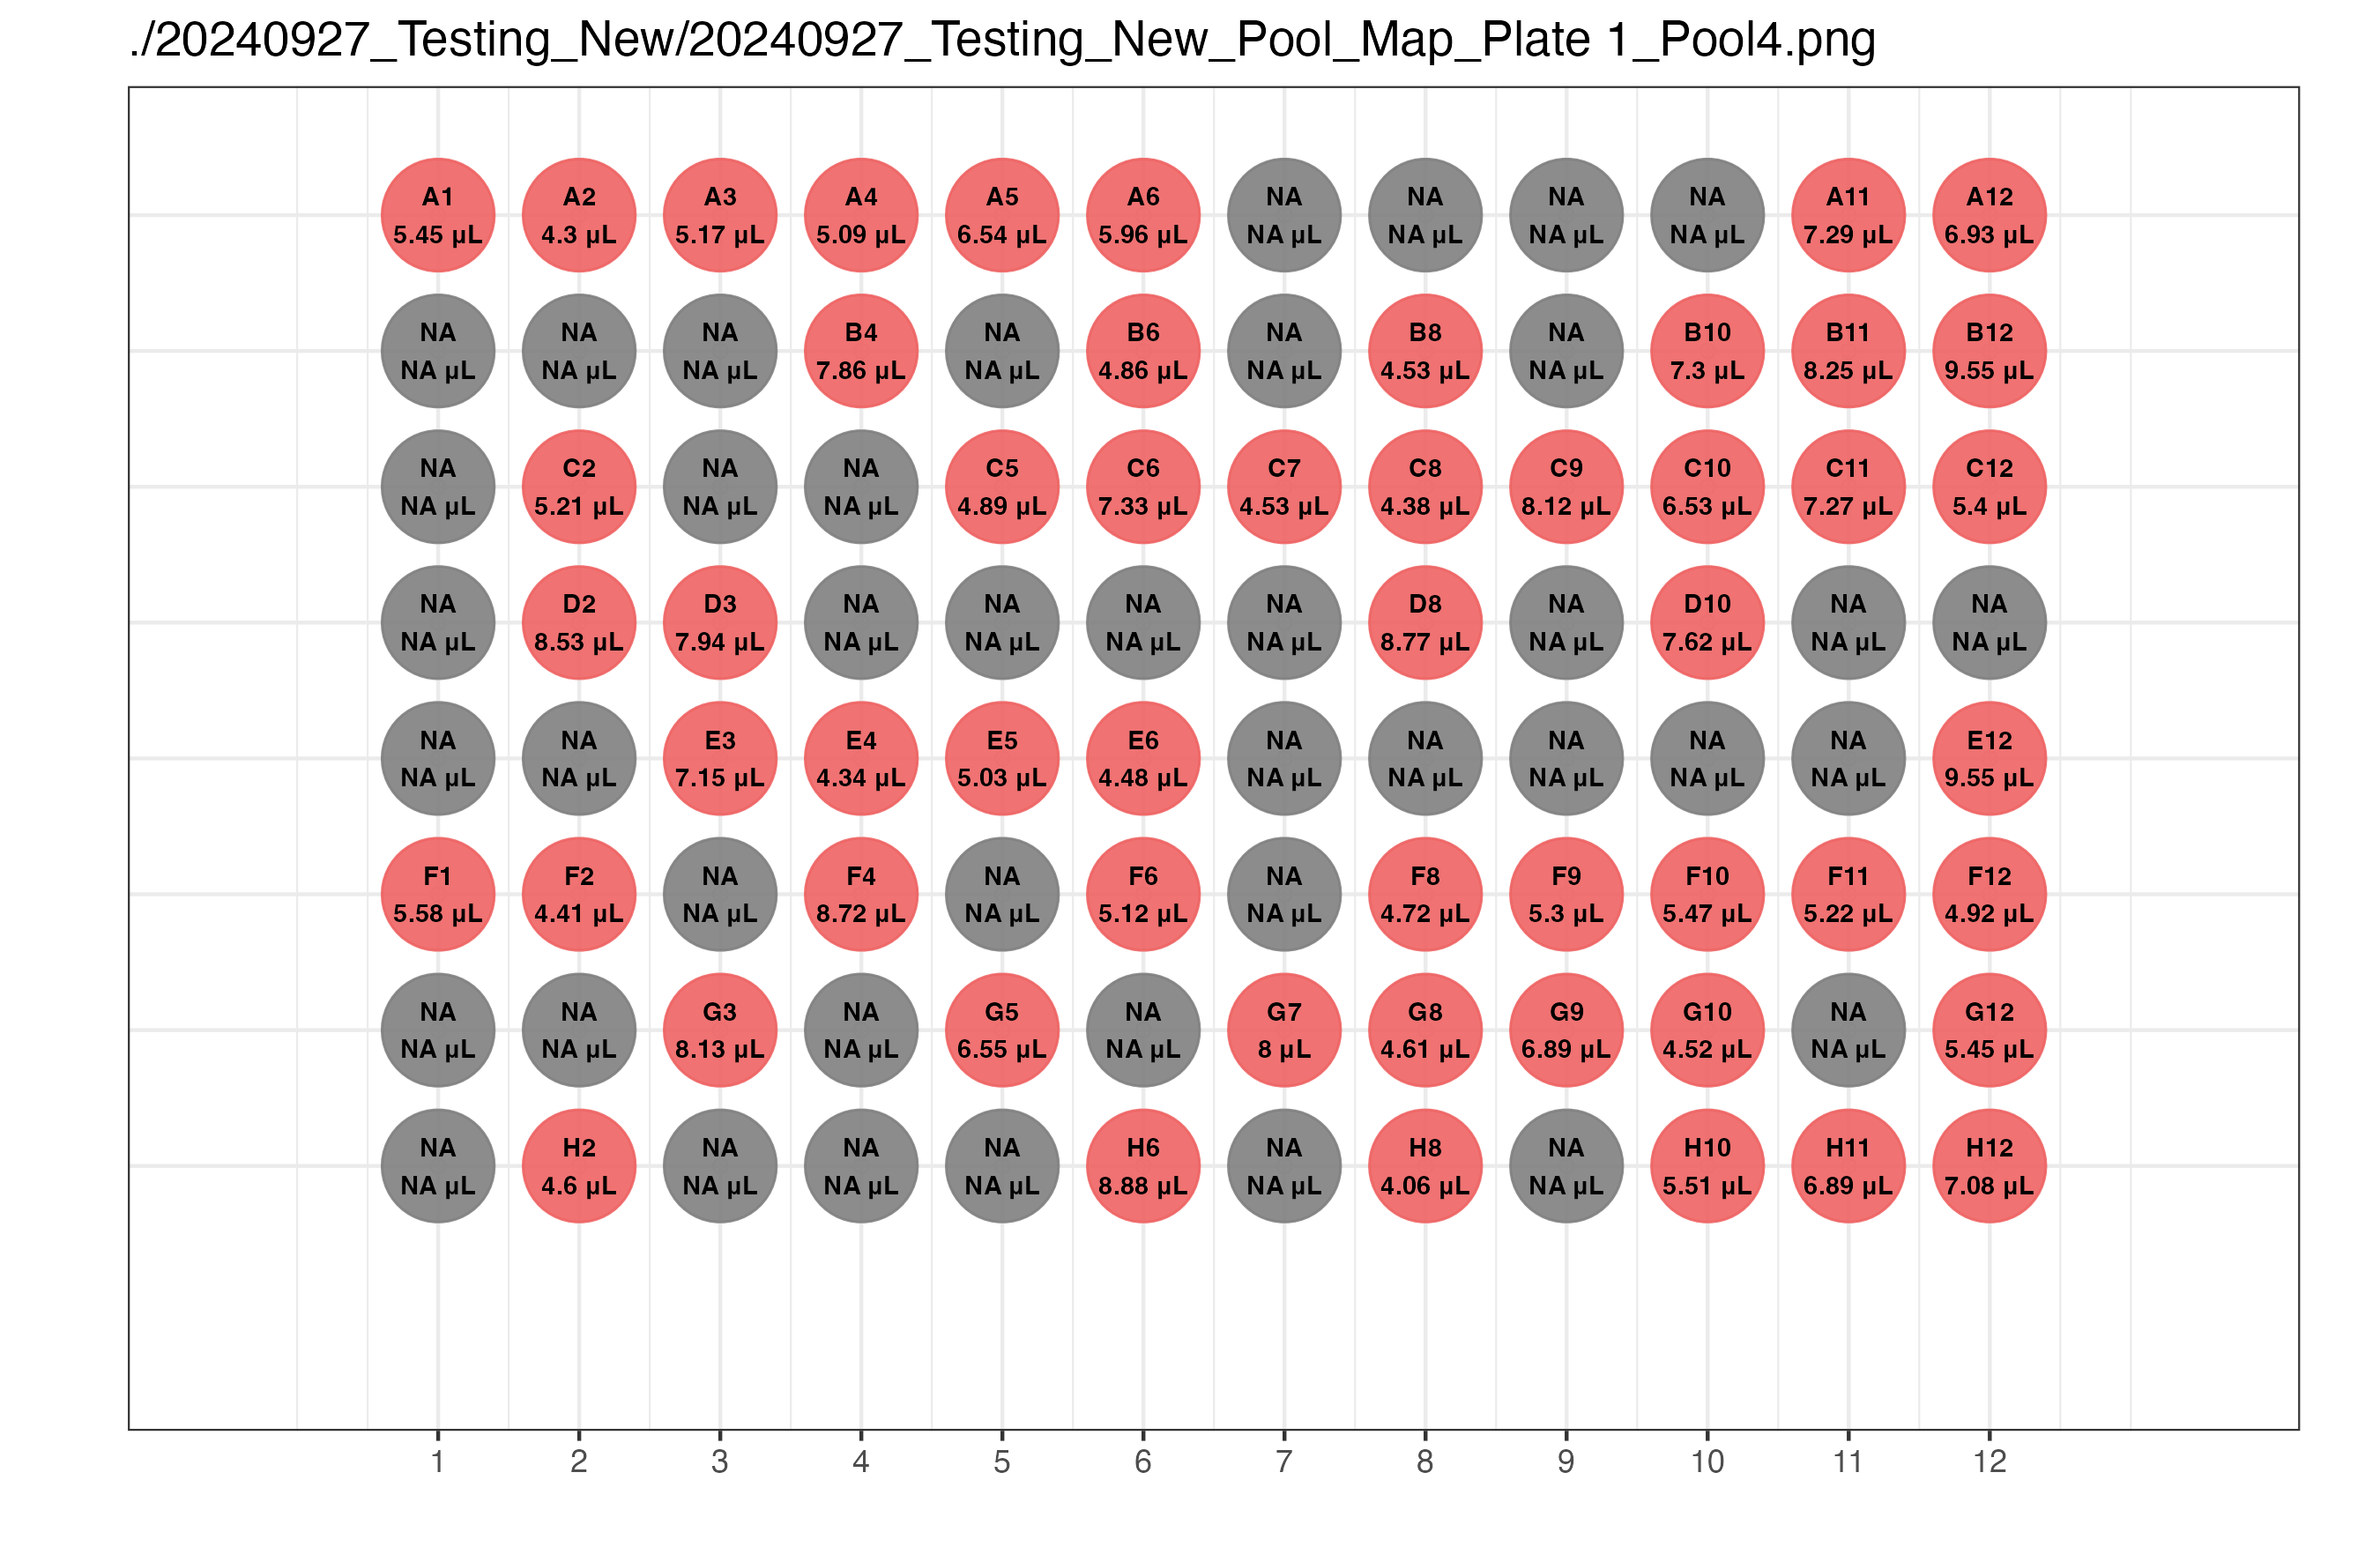 ./20240927_Testing_New/20240927_Testing_New_Pool_Map_Plate 1_Pool4.png
A1 A2 A3 A4 A5 A6 NA NA NA NA A11 A12
5.45 µL 4.3 µL 5.17 µL 5.09 µL 6.54 µL 5.96 µL NA µL NA µL NA µL NA µL 7.29 µL 6.93 µL
NA NA NA B4 NA B6 NA B8 NA B10 B11 B12
NA µL NA µL NA µL 7.86 µL NA µL 4.86 µL NA µL 4.53 µL NA µL 7.3 µL 8.25 µL 9.55 µL
NA C2 NA NA C5 C6 C7 C8 C9 C10 C11 C12
NA µL 5.21 µL NA µL NA µL 4.89 µL 7.33 µL 4.53 µL 4.38 µL 8.12 µL 6.53 µL 7.27 µL 5.4 µL
NA D2 D3 NA NA NA NA D8 NA D10 NA NA
NA µL 8.53 µL 7.94 µL NA µL NA µL NA µL NA µL 8.77 µL NA µL 7.62 µL NA µL NA µL
NA NA E3 E4 E5 E6 NA NA NA NA NA E12
NA µL NA µL 7.15 µL 4.34 µL 5.03 µL 4.48 µL NA µL NA µL NA µL NA µL NA µL 9.55 µL
F1 F2 NA F4 NA F6 NA F8 F9 F10 F11 F12
5.58 µL 4.41 µL NA µL 8.72 µL NA µL 5.12 µL NA µL 4.72 µL 5.3 µL 5.47 µL 5.22 µL 4.92 µL
NA NA G3 NA G5 NA G7 G8 G9 G10 NA G12
NA µL NA µL 8.13 µL NA µL 6.55 µL NA µL 8 µL 4.61 µL 6.89 µL 4.52 µL NA µL 5.45 µL
NA H2 NA NA NA H6 NA H8 NA H10 H11 H12
NA µL 4.6 µL NA µL NA µL NA µL 8.88 µL NA µL 4.06 µL NA µL 5.51 µL 6.89 µL 7.08 µL
1 2 3 4 5 6 7 8 9 10 11 12